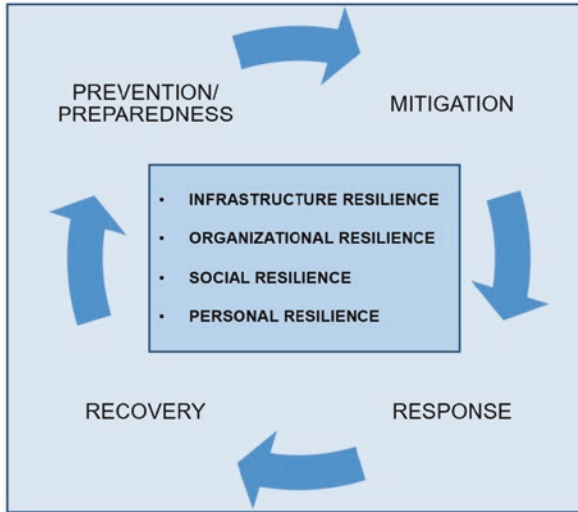 PREVENTION/
PREPAREDNESS
MITIGATION
• INFRASTRUCTURE RESILIENCE
• ORGANIZATIONAL RESILIENCE
• SOCIAL RESILIENCE
• PERSONAL RESILIENCE
RECOVERY
RESPONSE